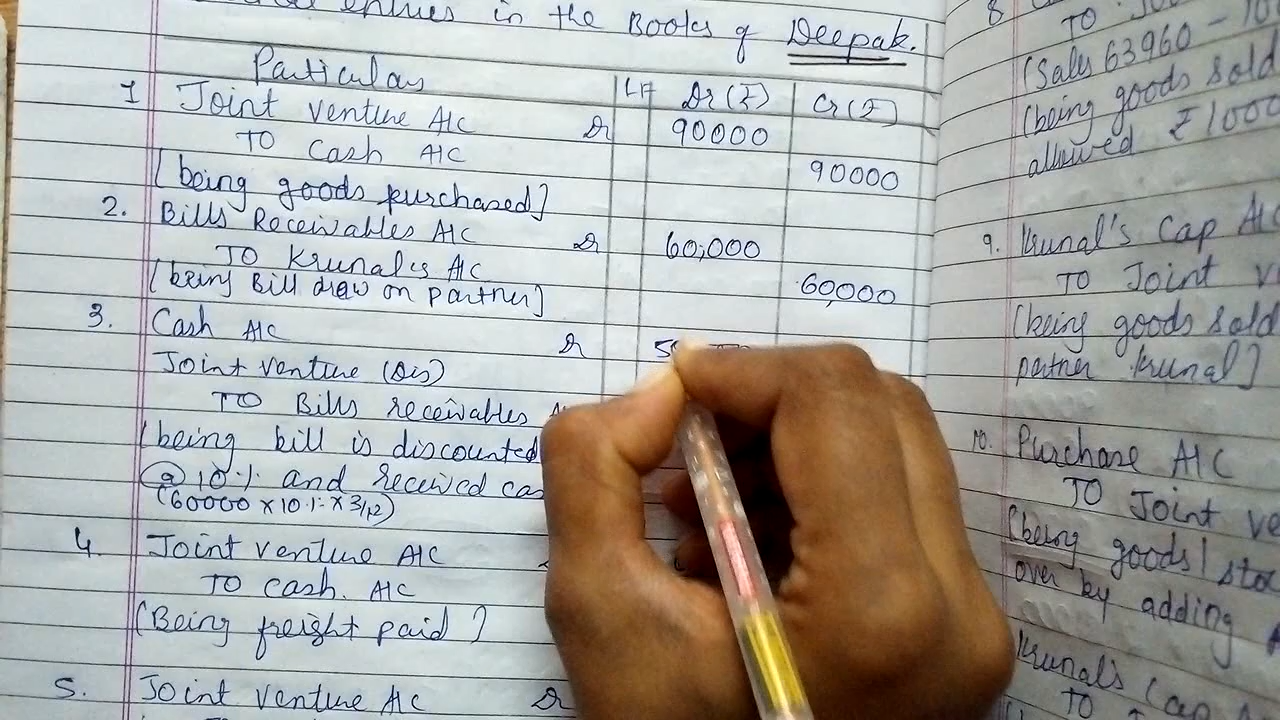 entries in the Books of Deepak.
Particulars LF Dr (₹) Cr (₹)
1 Joint venture A/C Dr 90000
TO Cash A/C 90000
[being goods purchased]
2. Bills Receivables A/C Dr 60,000
TO Krunal's A/C 60,000
[being Bill draw on partner]
3. Cash A/C Dr
Joint venture (Dis)
TO Bills receivables
(being bill is discounted
@ 10% and received
(60000 x 10% x 3/12)
4. Joint venture A/C
TO cash. A/C
(Being freight paid]
5. Joint venture A/C Dr
8
TO
(Sales 63960 -
(being goods sold
allowed ₹ 1000
9. Krunal's Cap A/C
TO Joint
(being goods sold
partner Krunal]
10. Purchase A/C
TO Joint
(being goods/
over by adding
Krunal's Cap
TO